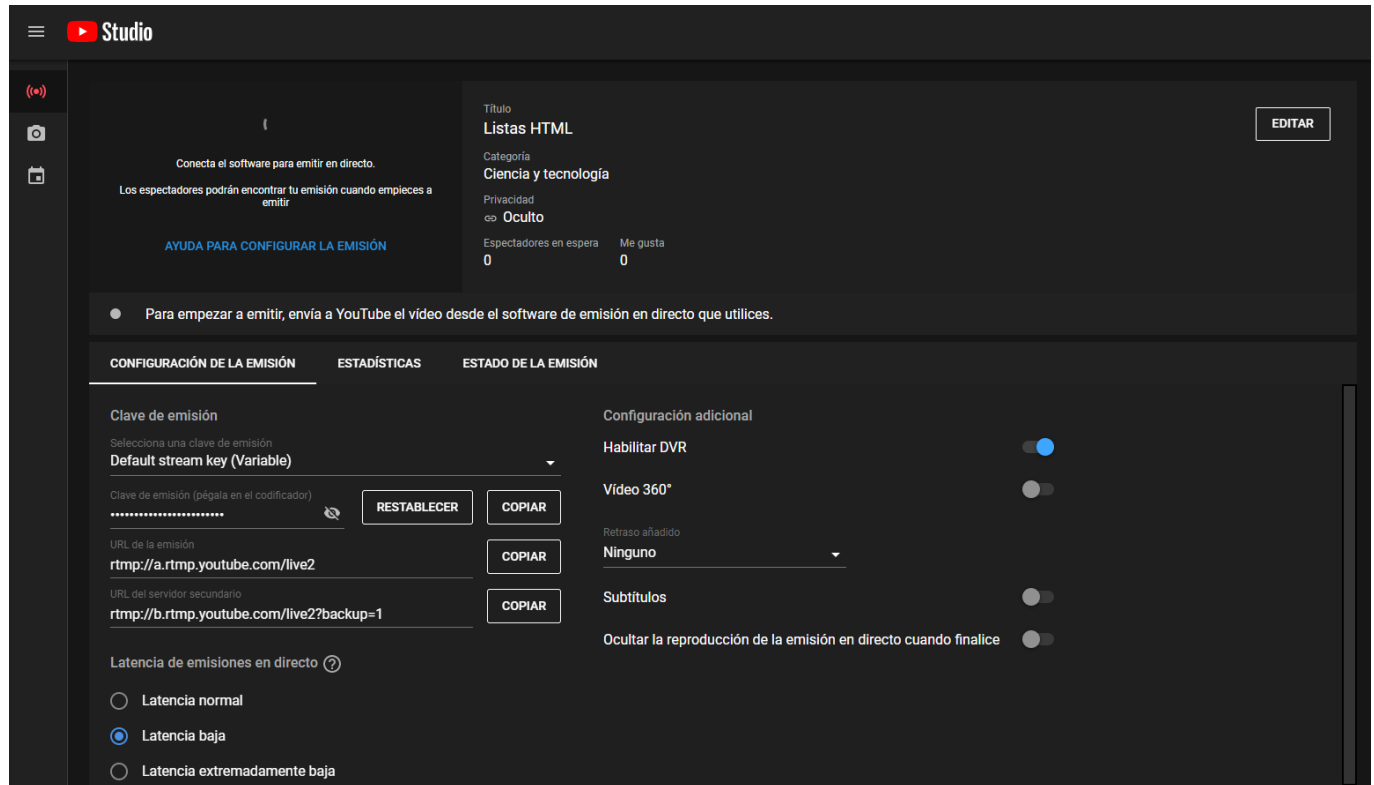 Studio
Conecta el software para emitir en directo.
Los espectadores podrán encontrar tu emisión cuando empieces a
emitir
AYUDA PARA CONFIGURAR LA EMISIÓN
Título
Listas HTML
EDITAR
Categoría
Ciencia y tecnología
Privacidad
Oculto
Espectadores en espera Me gusta
0 0
Para empezar a emitir, envía a YouTube el vídeo desde el software de emisión en directo que utilices.
CONFIGURACIÓN DE LA EMISIÓN ESTADÍSTICAS ESTADO DE LA EMISIÓN
Clave de emisión
Selecciona una clave de emisión
Default stream key (Variable)
Clave de emisión (pégala en el codificador)
••••••••••••••••••••••••
RESTABLECER COPIAR
URL de la emisión
rtmp://a.rtmp.youtube.com/live2
COPIAR
URL del servidor secundario
rtmp://b.rtmp.youtube.com/live2?backup=1
COPIAR
Latencia de emisiones en directo ?
Latencia normal
Latencia baja
Latencia extremadamente baja
Configuración adicional
Habilitar DVR
Vídeo 360°
Retraso añadido
Ninguno
Subtítulos
Ocultar la reproducción de la emisión en directo cuando finalice